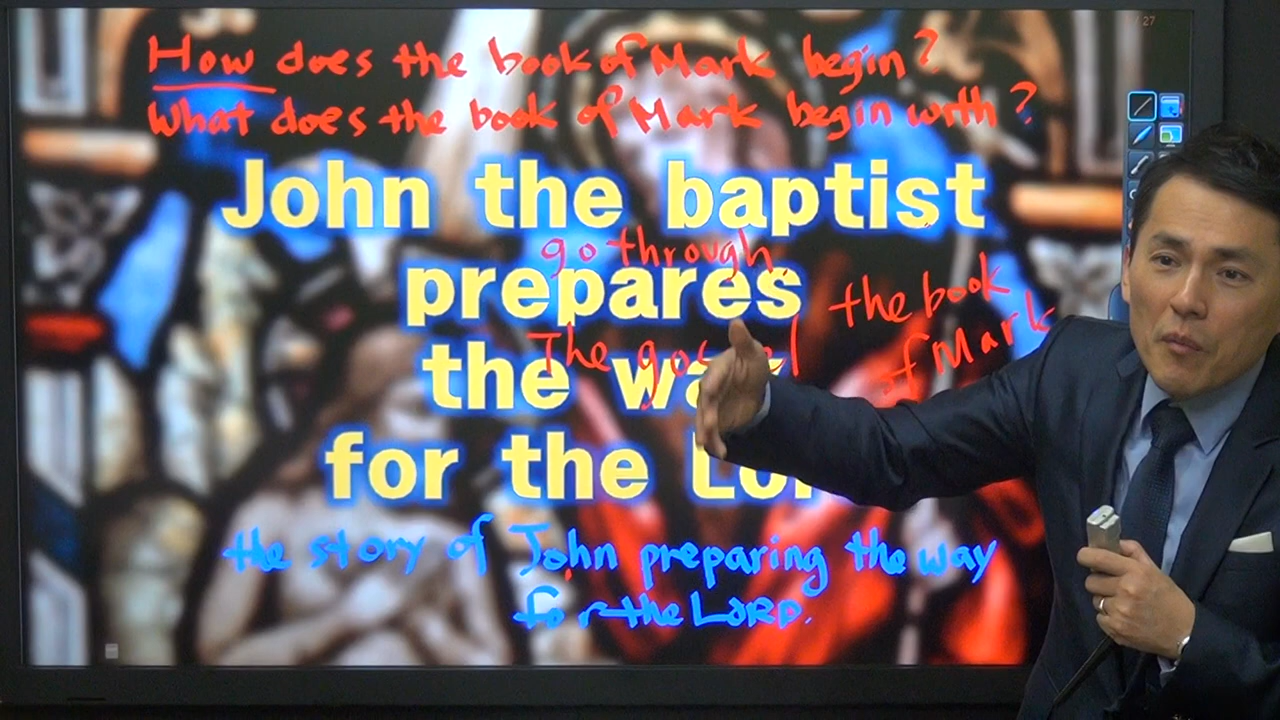 How does the book of Mark begin?
What does the book of Mark begin with?
John the baptist
go through
prepares
the book
of Mark
The gospel
the way
for the Lord
the story of John preparing the way
for the LORD.
/ 27